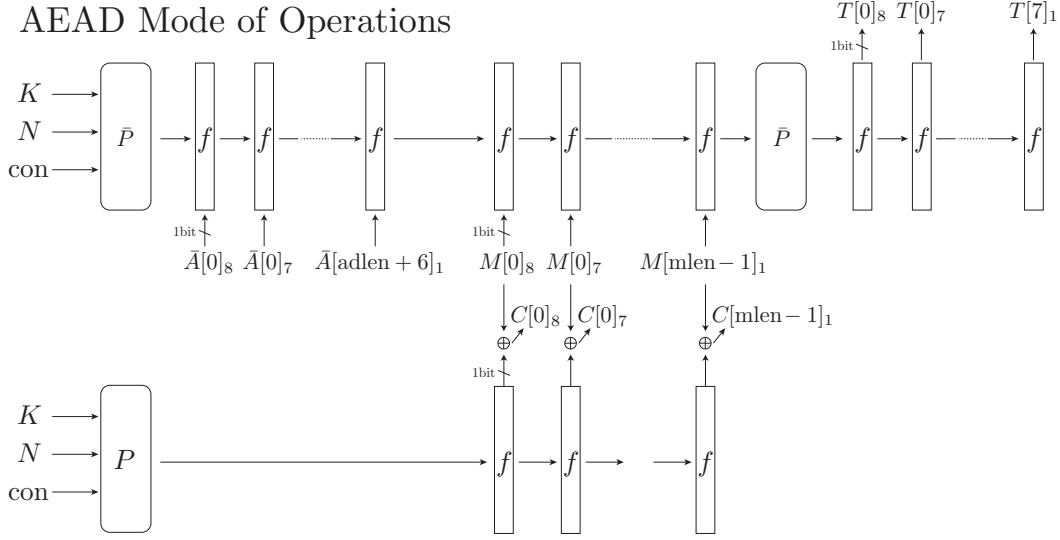 AEAD Mode of Operations
T[0]₈ T[0]₇ T[7]₁
1bit
K
N
con
P̄ f f f f f f P̄ f f f
1bit 1bit
Ā[0]₈ Ā[0]₇ Ā[adlen + 6]₁ M[0]₈ M[0]₇ M[mlen − 1]₁
C[0]₈ C[0]₇ C[mlen − 1]₁
⊕ ⊕ ⊕
1bit
K
N
con
P f f f